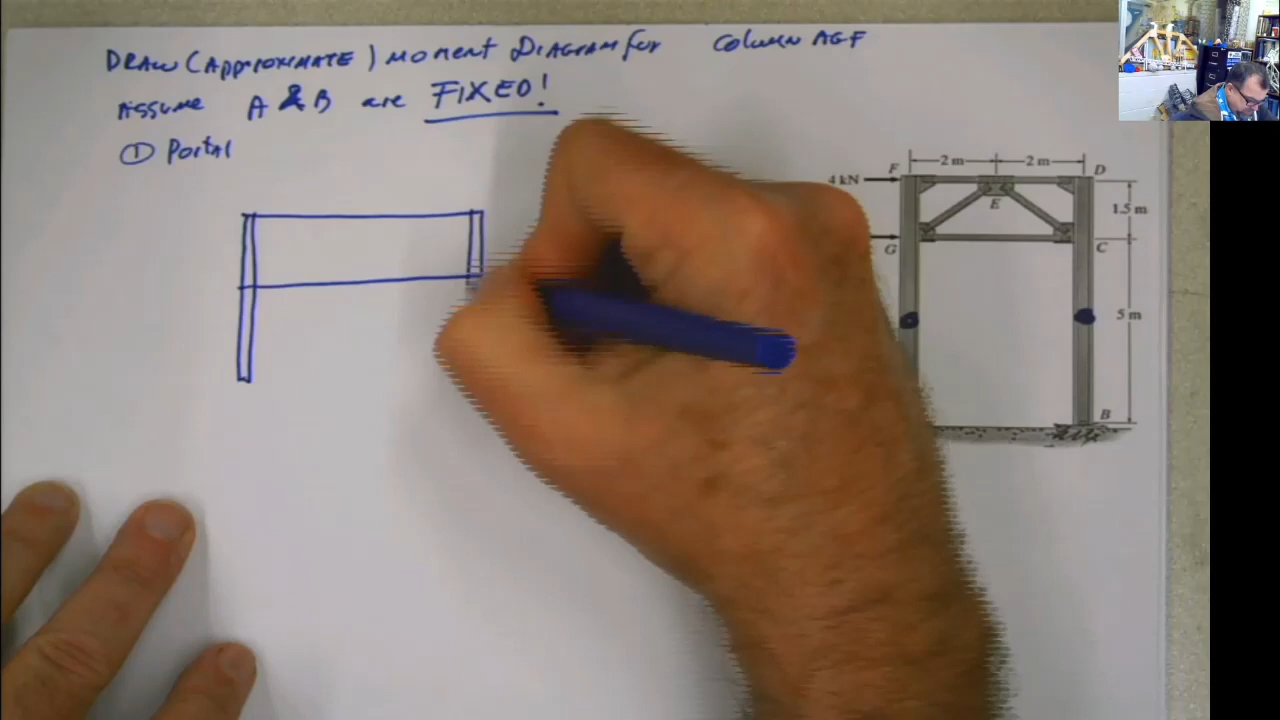 DRAW (APPROXIMATE) MOMENT DIAGRAM for COLUMN AGF
ASSUME A & B are FIXED!
① Portal
2 m 2 m
F D
4 kN
E
1.5 m
G C
5 m
B